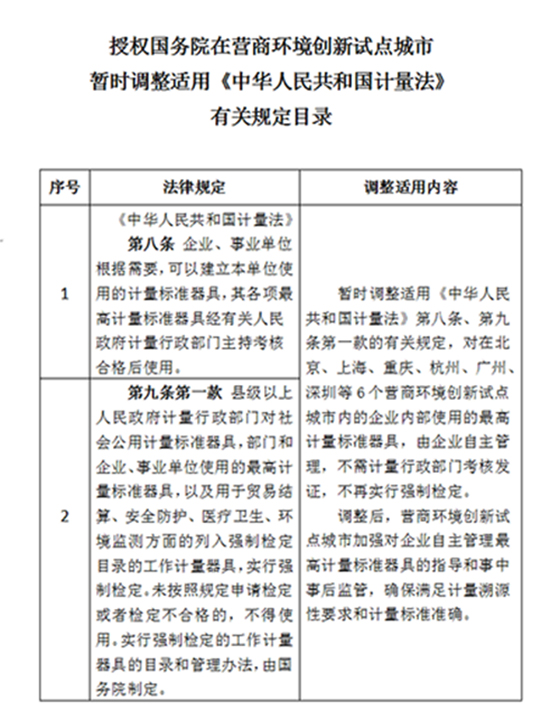 授权国务院在营商环境创新试点城市
暂时调整适用《中华人民共和国计量法》
有关规定目录
序号
法律规定
调整适用内容
1
《中华人民共和国计量法》
第八条 企业、事业单位
根据需要，可以建立本单位使
用的计量标准器具，其各项最
高计量标准器具经有关人民
政府计量行政部门主持考核
合格后使用。
2
第九条第一款 县级以上
人民政府计量行政部门对社
会公用计量标准器具，部门和
企业、事业单位使用的最高计
量标准器具，以及用于贸易结
算、安全防护、医疗卫生、环
境监测方面的列入强制检定
目录的工作计量器具，实行强
制检定。未按照规定申请检定
或者检定不合格的，不得使
用。实行强制检定的工作计量
器具的目录和管理办法，由国
务院制定。
暂时调整适用《中华人民
共和国计量法》第八条、第九
条第一款的有关规定，对在北
京、上海、重庆、杭州、广州、
深圳等6个营商环境创新试点
城市内的企业内部使用的最高
计量标准器具，由企业自主管
理，不需计量行政部门考核发
证，不再实行强制检定。
调整后，营商环境创新试
点城市加强对企业自主管理最
高计量标准器具的指导和事中
事后监管，确保满足计量溯源
性要求和计量标准准确。